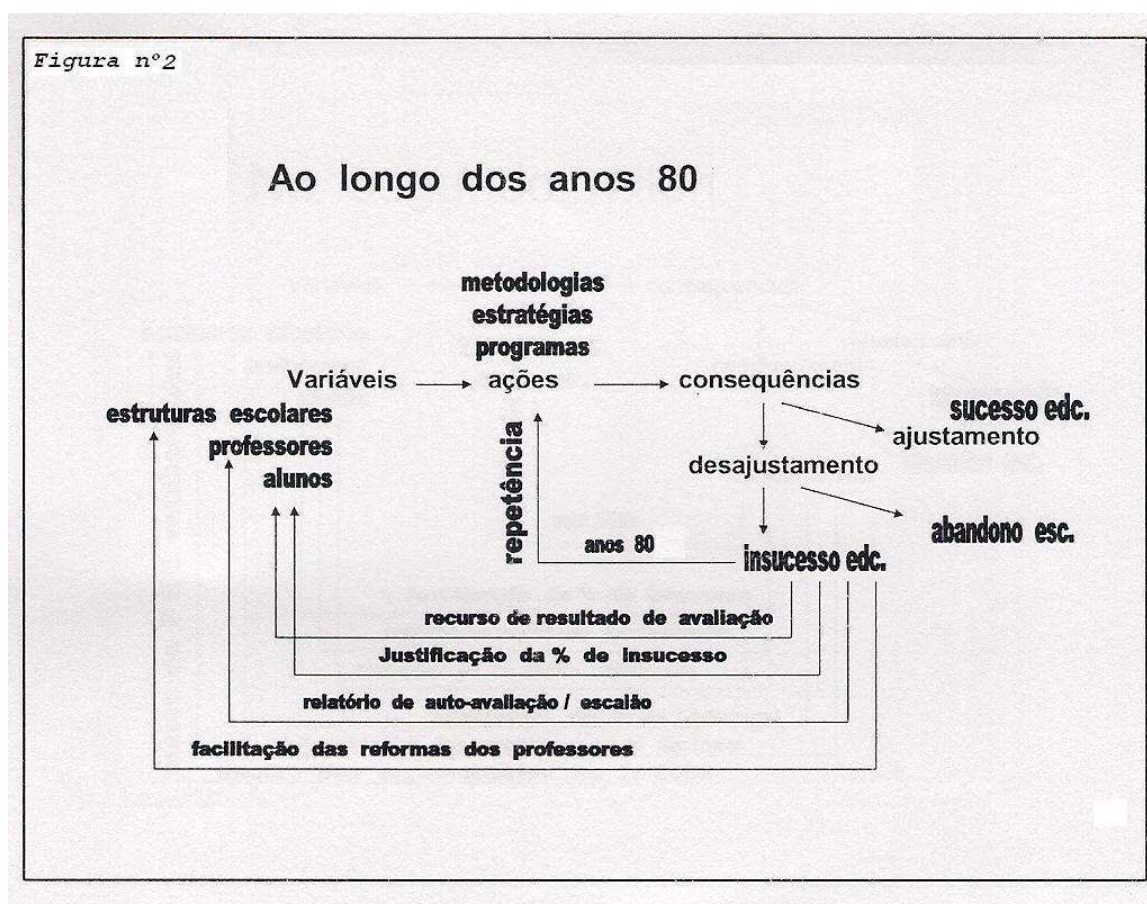 Figura nº2
Ao longo dos anos 80
metodologias
estratégias
programas
Variáveis ações consequências
estruturas escolares
professores
alunos
sucesso edc.
ajustamento
desajustamento
repetência
anos 80
insucesso edc.
abandono esc.
recurso de resultado de avaliação
Justificação da % de insucesso
relatório de auto-avaliação / escalão
facilitação das reformas dos professores